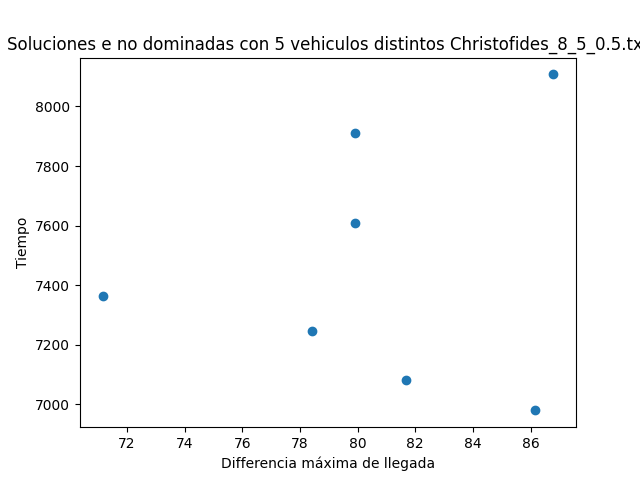 Soluciones e no dominadas con 5 vehiculos distintos Christofides_8_5_0.5.tx
8000
7800
7600
7400
7200
7000
Tiempo
72 74 76 78 80 82 84 86
Differencia máxima de llegada